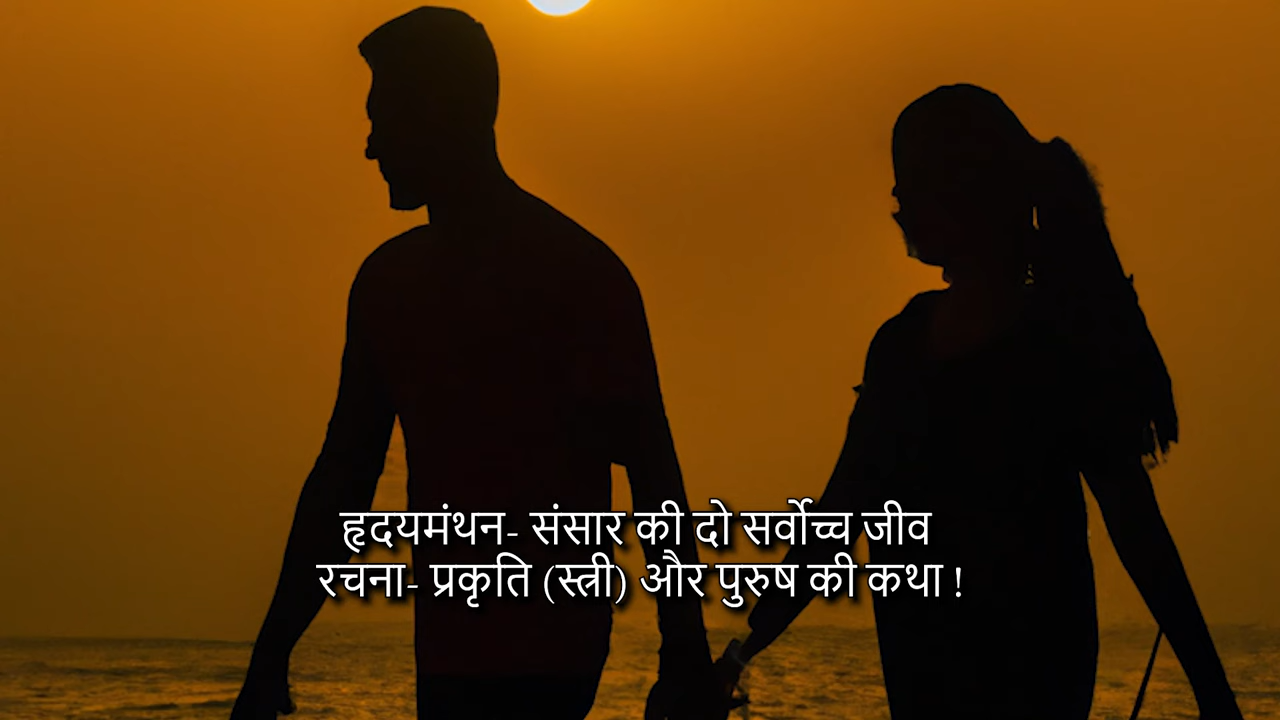 हृदयमंथन- संसार की दो सर्वोच्च जीव
रचना- प्रकृति (स्त्री) और पुरुष की कथा !